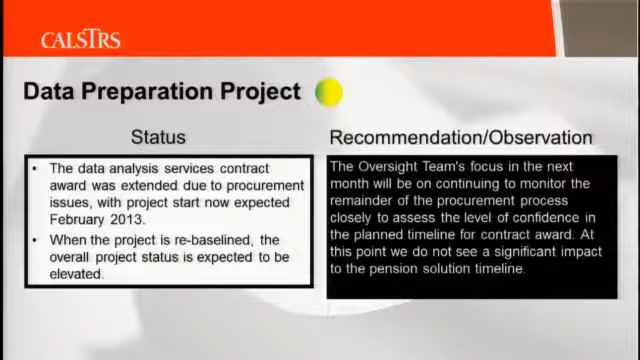 CALSTRS
Data Preparation Project
Status
• The data analysis services contract
award was extended due to procurement
issues, with project start now expected
February 2013.
• When the project is re-baselined, the
overall project status is expected to be
elevated.
Recommendation/Observation
The Oversight Team's focus in the next
month will be on continuing to monitor the
remainder of the procurement process
closely to assess the level of confidence in
the planned timeline for contract award. At
this point we do not see a significant impact
to the pension solution timeline.